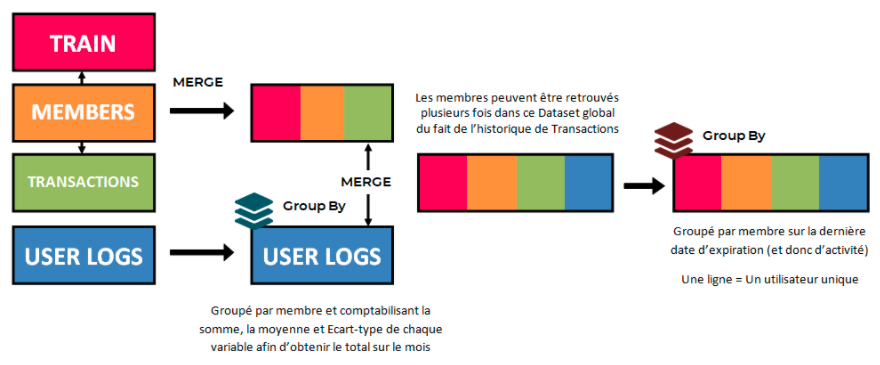 TRAIN
MEMBERS
TRANSACTIONS
USER LOGS
MERGE
Group By
USER LOGS
MERGE
Groupé par membre et comptabilisant la
somme, la moyenne et Ecart-type de chaque
variable afin d'obtenir le total sur le mois
Les membres peuvent être retrouvés
plusieurs fois dans ce Dataset global
du fait de l'historique de Transactions
Group By
Groupé par membre sur la dernière
date d'expiration (et donc d'activité)
Une ligne = Un utilisateur unique